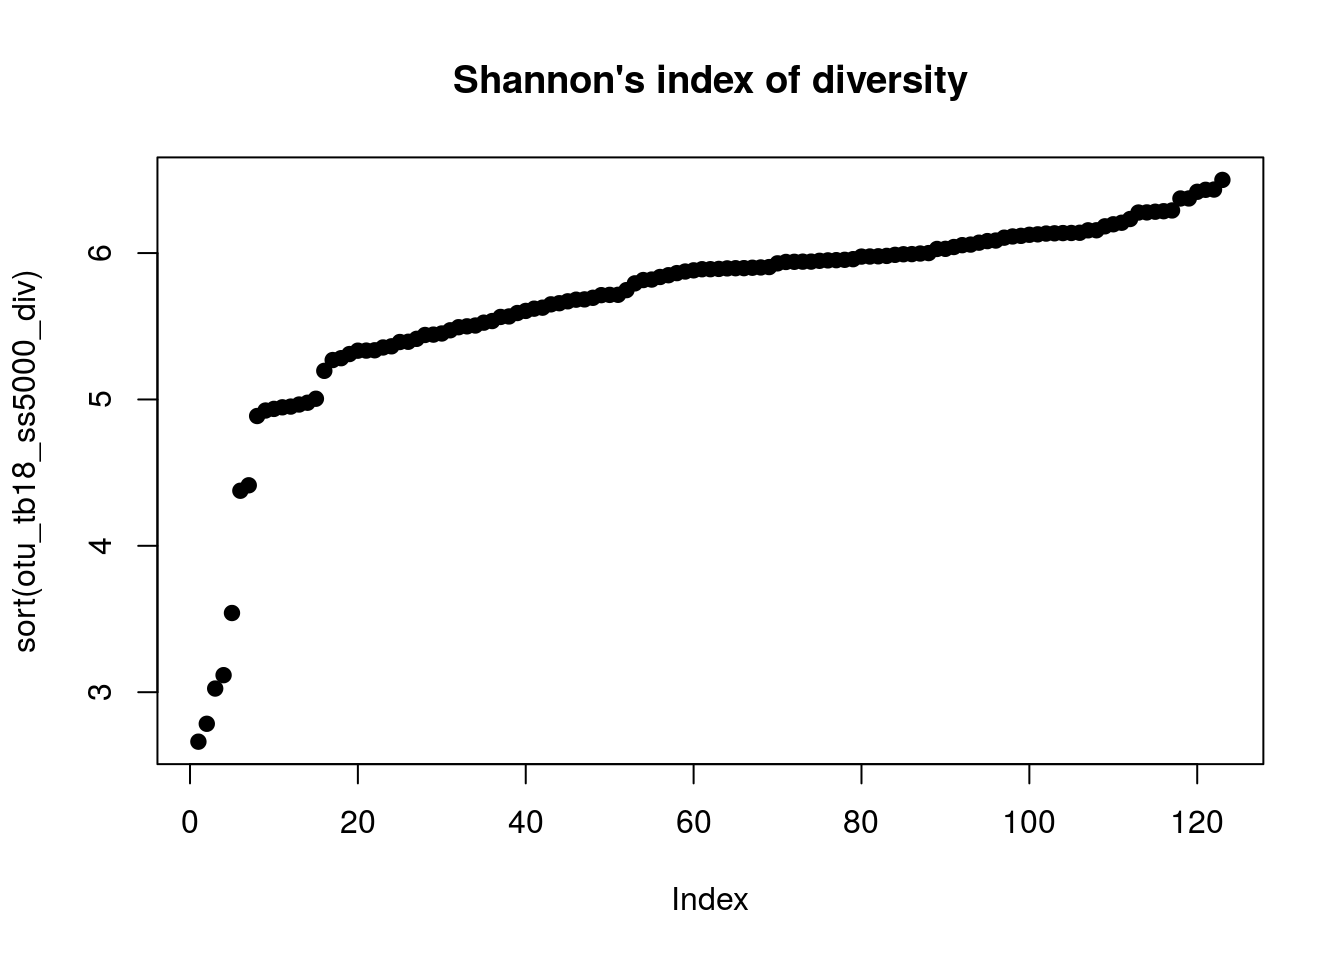 Shannon's index of diversity
sort(otu_tb18_ss5000_div)
6
5
4
3
0 20 40 60 80 100 120
Index